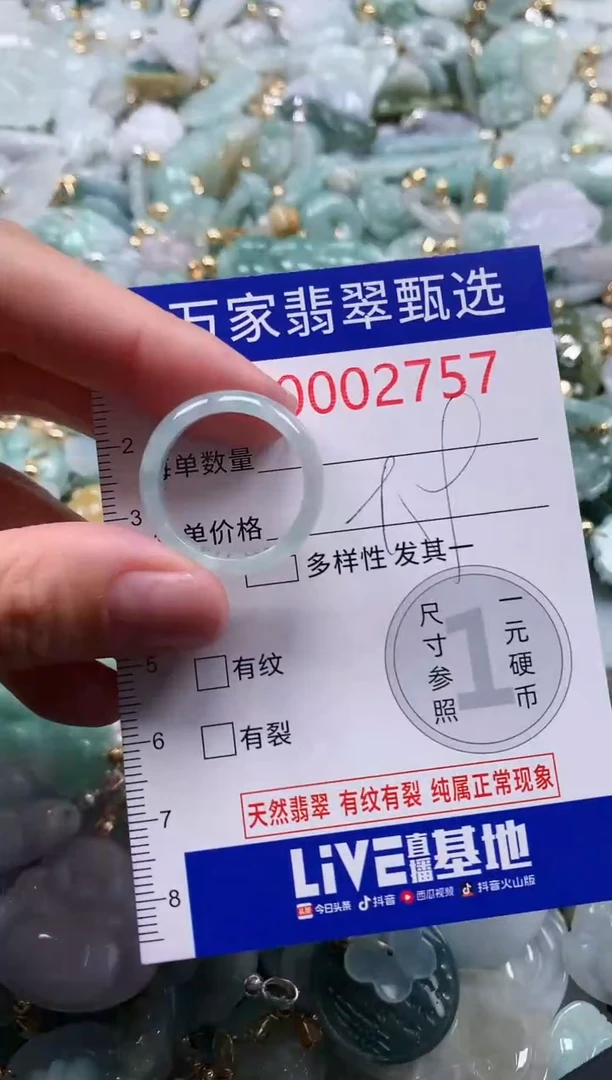 万家翡翠甄选
0002757
单数量
单价格
多样性 发其一
有纹
有裂
尺寸参照
一元硬币
1
2
3
5
6
7
8
天然翡翠 有纹有裂 纯属正常现象
LiVE直播基地
头条 今日头条 抖音 西瓜视频 抖音火山版